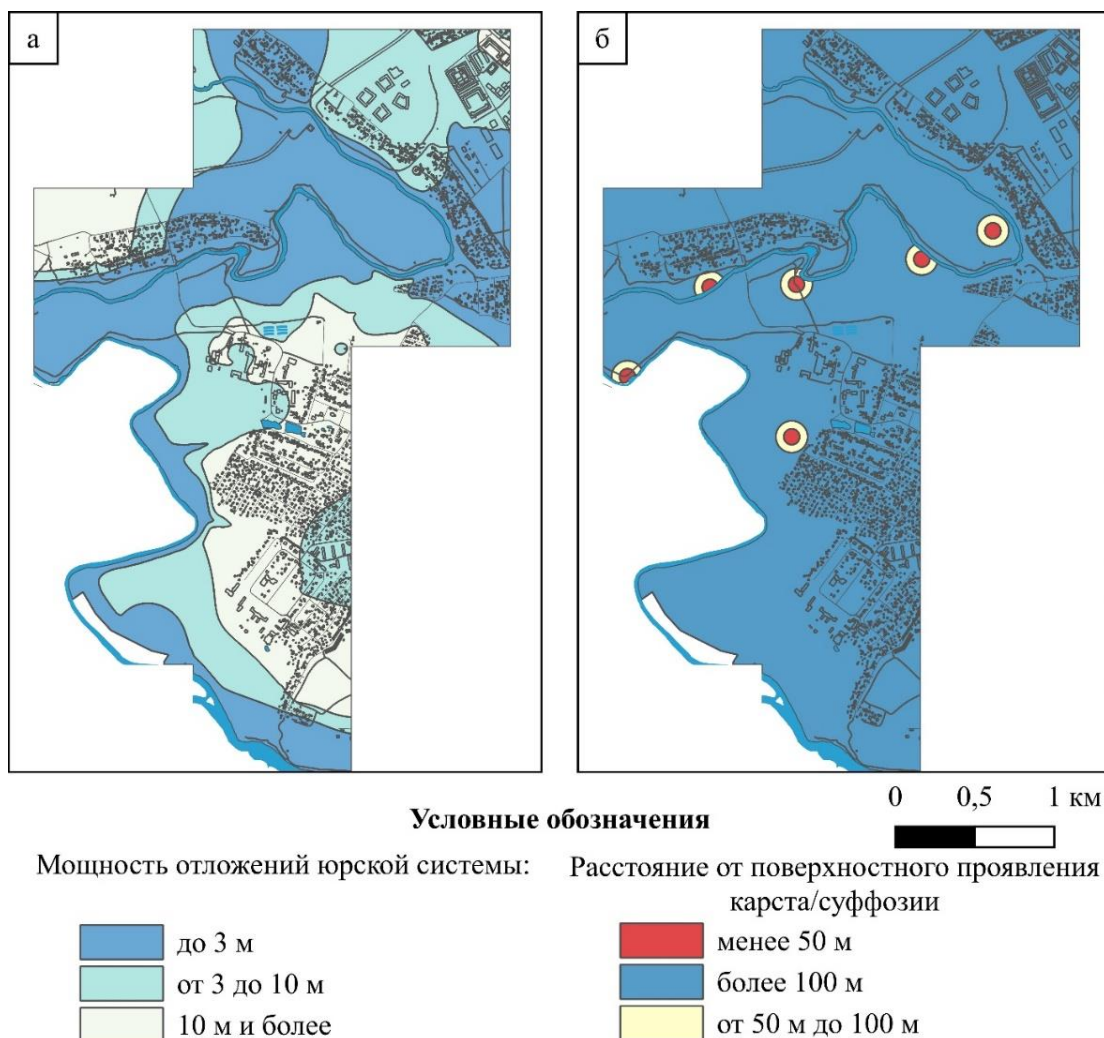 а
б
0 0,5 1 км
Условные обозначения
Мощность отложений юрской системы:
до 3 м
от 3 до 10 м
10 м и более
Расстояние от поверхностного проявления
карста/суффозии
менее 50 м
более 100 м
от 50 м до 100 м